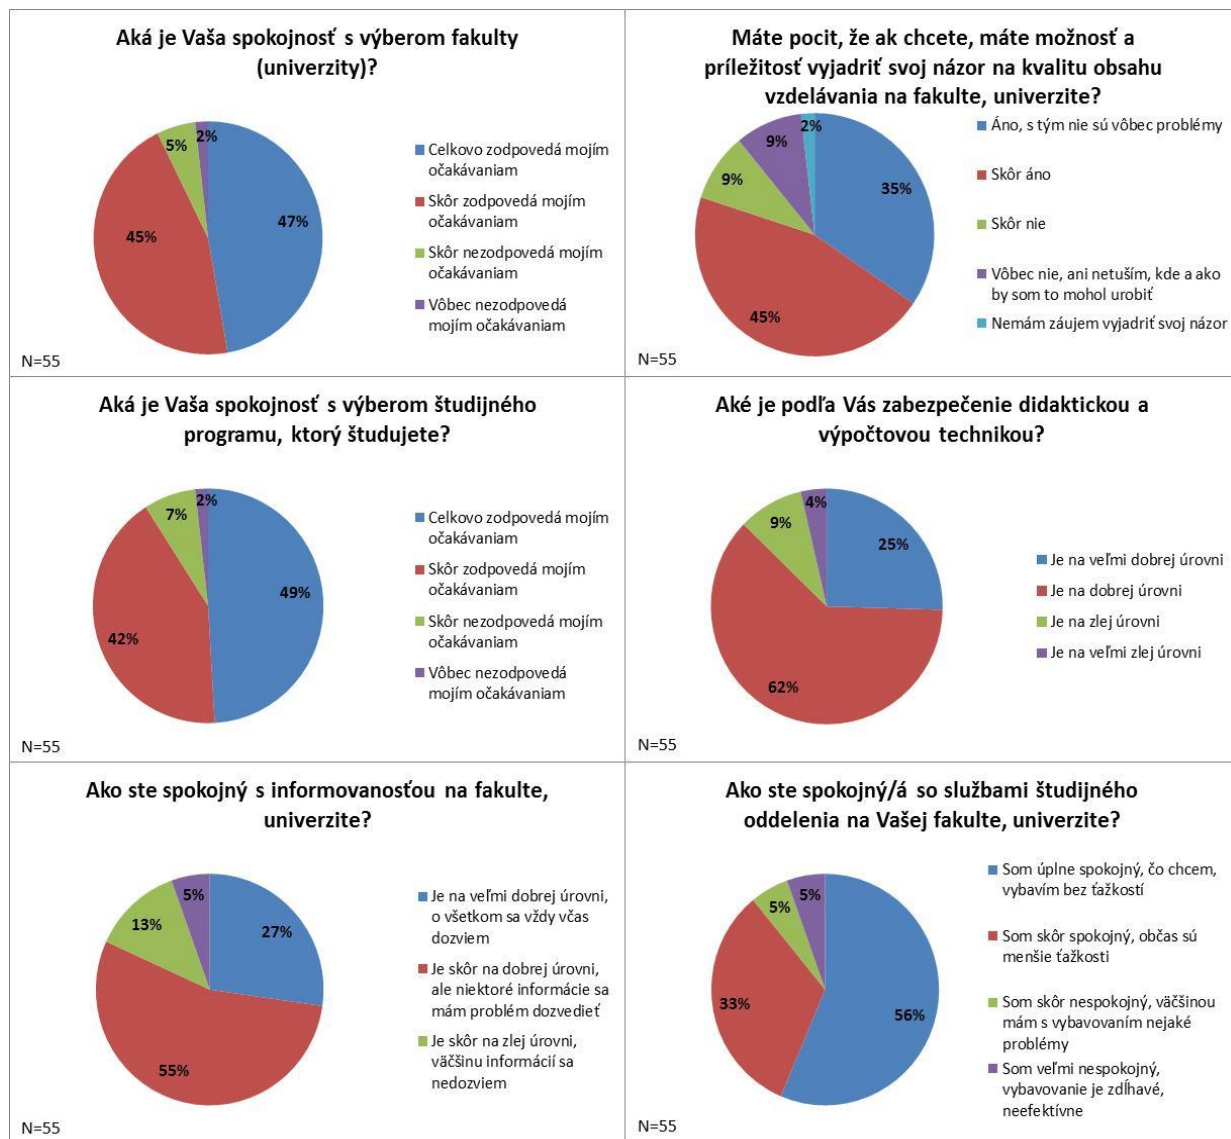 Aká je Vaša spokojnosť s výberom fakulty
(univerzity)?
2%
5%
47%
45%
Celkovo zodpovedá mojím
očakávaniam
Skôr zodpovedá mojím
očakávaniam
Skôr nezodpovedá mojím
očakávaniam
Vôbec nezodpovedá
mojím očakávaniam
N=55
Máte pocit, že ak chcete, máte možnosť a
príležitosť vyjadriť svoj názor na kvalitu obsahu
vzdelávania na fakulte, univerzite?
2%
9%
9%
35%
45%
Áno, s tým nie sú vôbec problémy
Skôr áno
Skôr nie
Vôbec nie, ani netuším, kde a ako
by som to mohol urobiť
Nemám záujem vyjadriť svoj názor
N=55
Aká je Vaša spokojnosť s výberom študijného
programu, ktorý študujete?
2%
7%
49%
42%
Celkovo zodpovedá mojím
očakávaniam
Skôr zodpovedá mojím
očakávaniam
Skôr nezodpovedá mojím
očakávaniam
Vôbec nezodpovedá
mojím očakávaniam
N=55
Aké je podľa Vás zabezpečenie didaktickou a
výpočtovou technikou?
4%
9%
25%
62%
Je na veľmi dobrej úrovni
Je na dobrej úrovni
Je na zlej úrovni
Je na veľmi zlej úrovni
N=55
Ako ste spokojný s informovanosťou na fakulte,
univerzite?
5%
13%
27%
55%
Je na veľmi dobrej úrovni,
o všetkom sa vždy včas
dozviem
Je skôr na dobrej úrovni,
ale niektoré informácie sa
mám problém dozvedieť
Je skôr na zlej úrovni,
väčšinu informácií sa
nedozviem
N=55
Ako ste spokojný/á so službami študijného
oddelenia na Vašej fakulte, univerzite?
5%
5%
33%
56%
Som úplne spokojný, čo chcem,
vybavím bez ťažkostí
Som skôr spokojný, občas sú
menšie ťažkosti
Som skôr nespokojný, väčšinou
mám s vybavovaním nejaké
problémy
Som veľmi nespokojný,
vybavovanie je zdĺhavé,
neefektívne
N=55